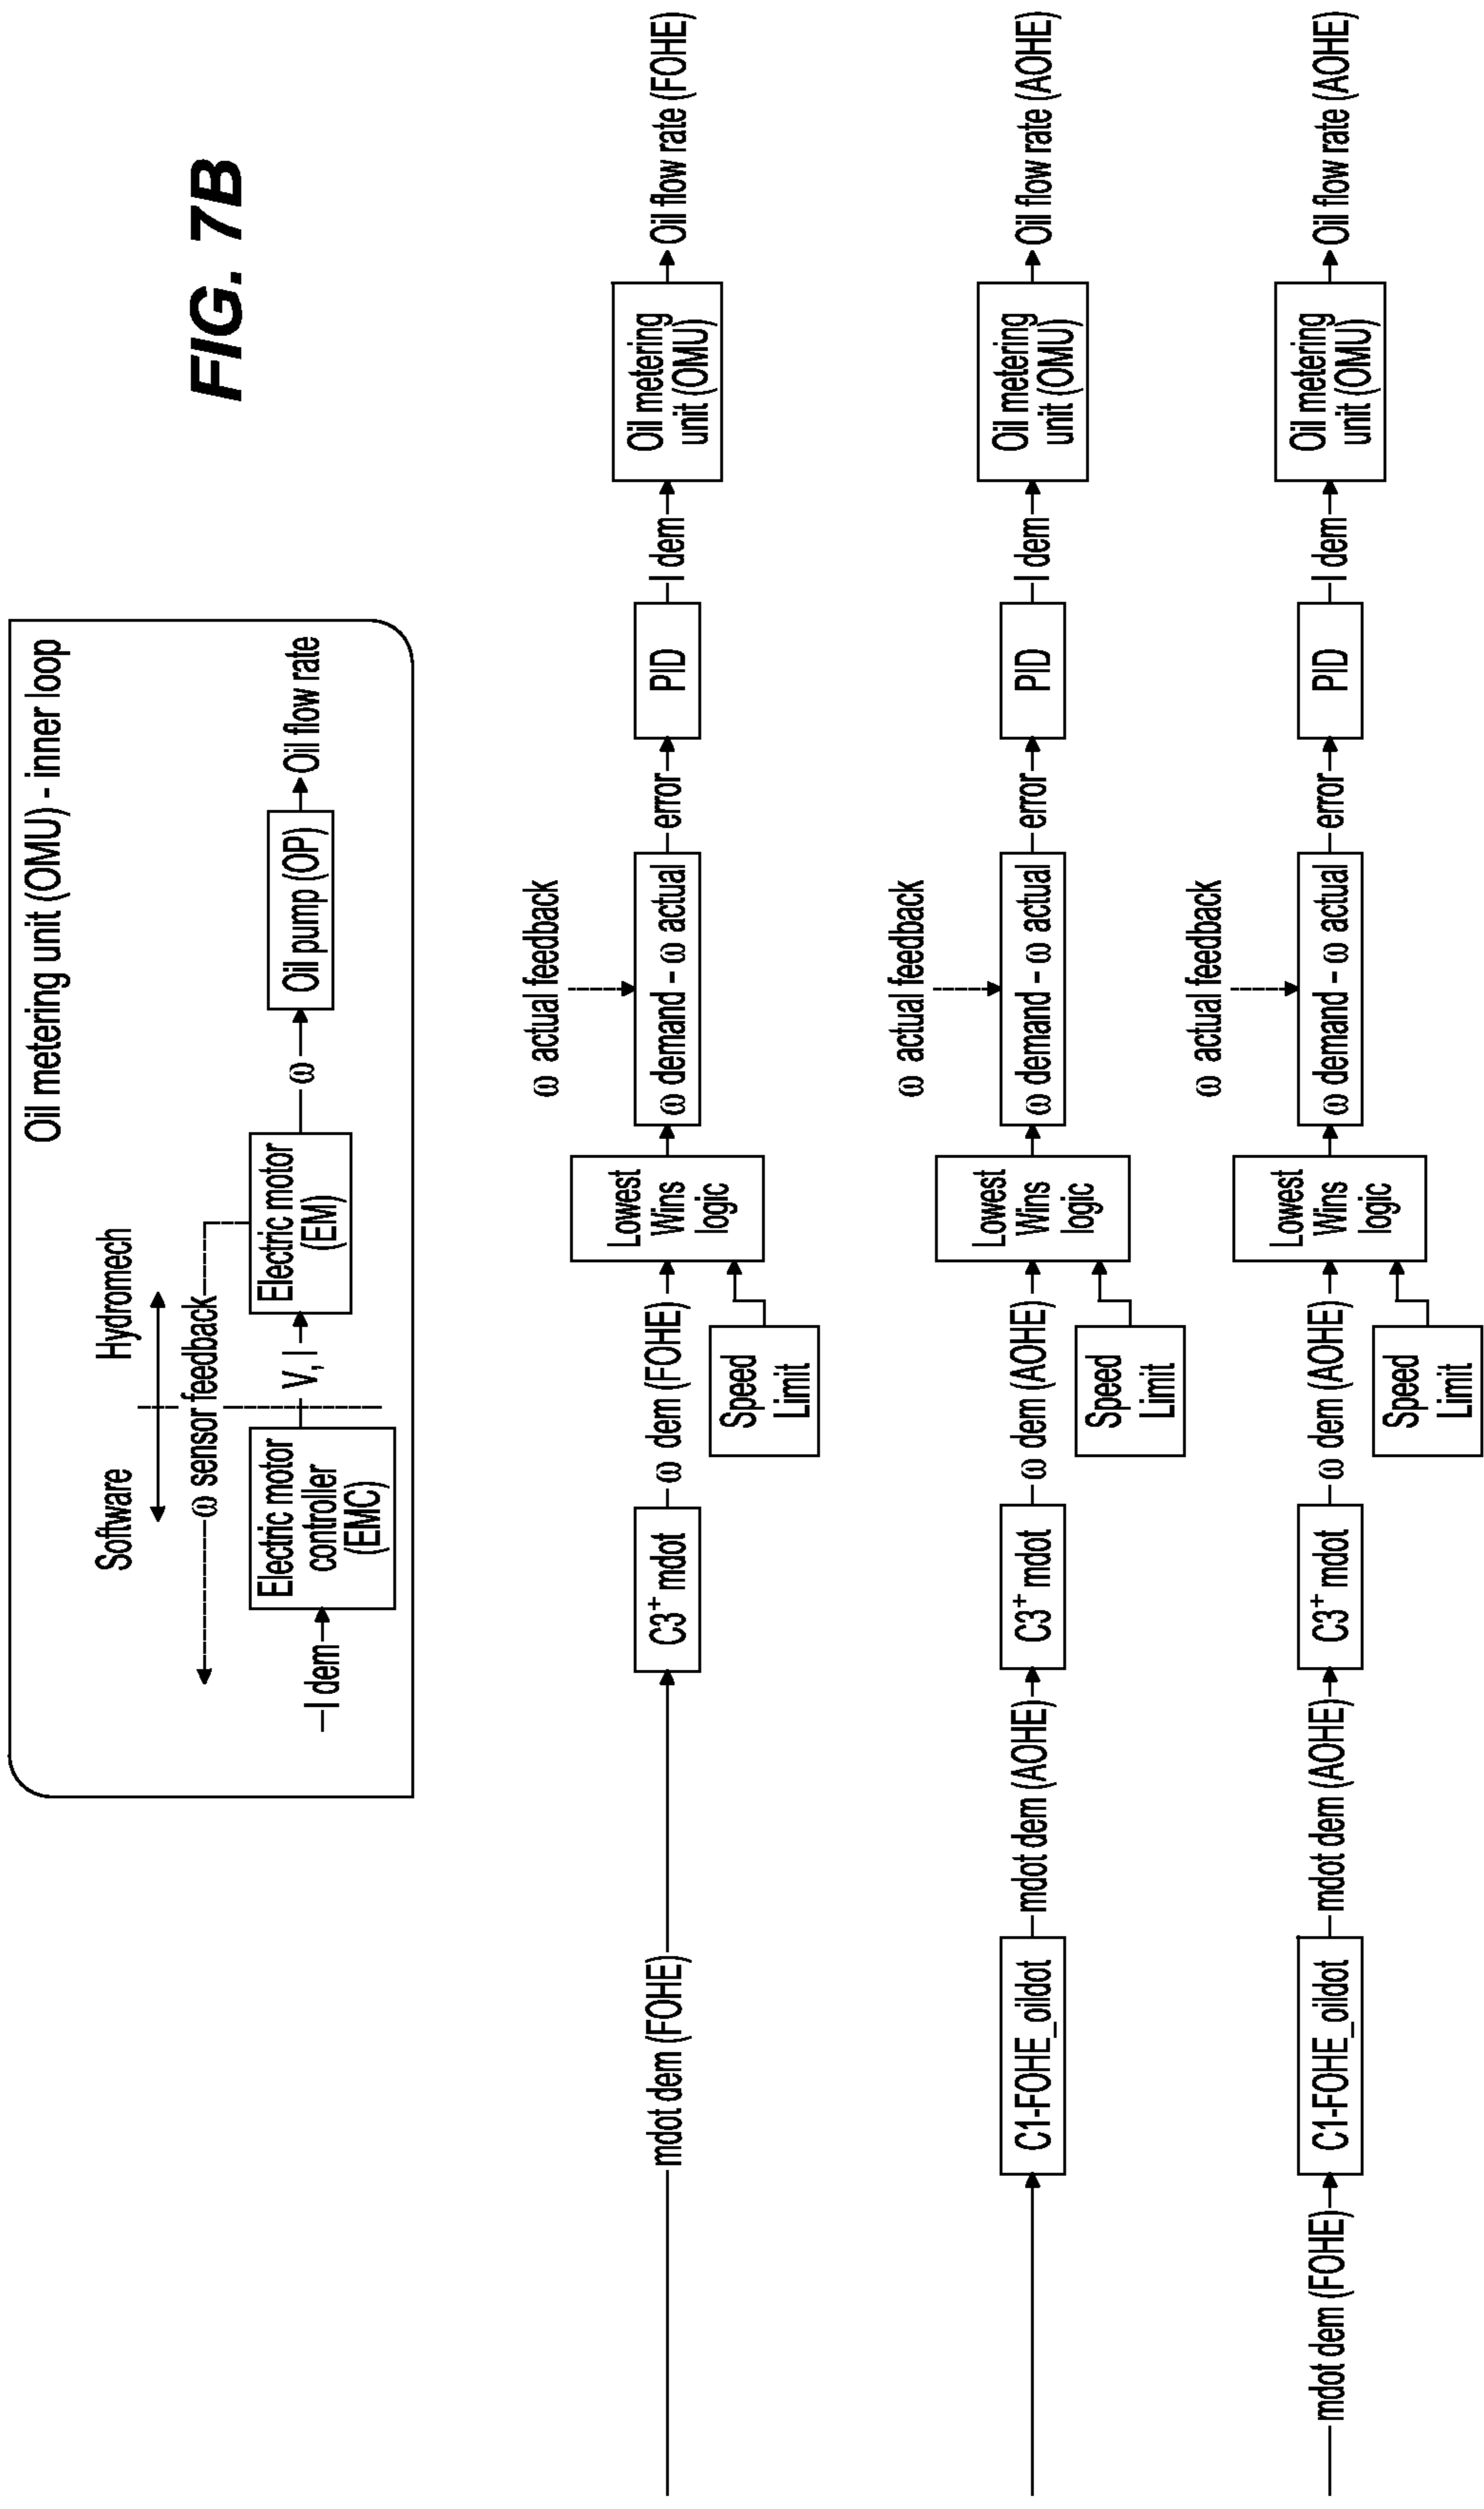 FIG. 7B
Oil metering unit (OMU) - inner loop
Software
Hydromech
ω sensor feedback
I dem
Electric motor
controller
(EMC)
V, I
Electric motor
(EM)
ω
Oil pump (OP)
Oil flow rate
mdot dem (FOHE)
C3⁺ mdot
ω dem (FOHE)
Speed
Limit
Lowest
Wins
logic
ω actual feedback
ω demand - ω actual
error
PID
I dem
Oil metering
unit (OMU)
Oil flow rate (FOHE)
C1-FOHE_oildot
mdot dem (AOHE)
C3⁺ mdot
ω dem (AOHE)
Speed
Limit
Lowest
Wins
logic
ω actual feedback
ω demand - ω actual
error
PID
I dem
Oil metering
unit (OMU)
Oil flow rate (AOHE)
mdot dem (FOHE)
C1-FOHE_oildot
mdot dem (AOHE)
C3⁺ mdot
ω dem (AOHE)
Speed
Limit
Lowest
Wins
logic
ω actual feedback
ω demand - ω actual
error
PID
I dem
Oil metering
unit (OMU)
Oil flow rate (AOHE)